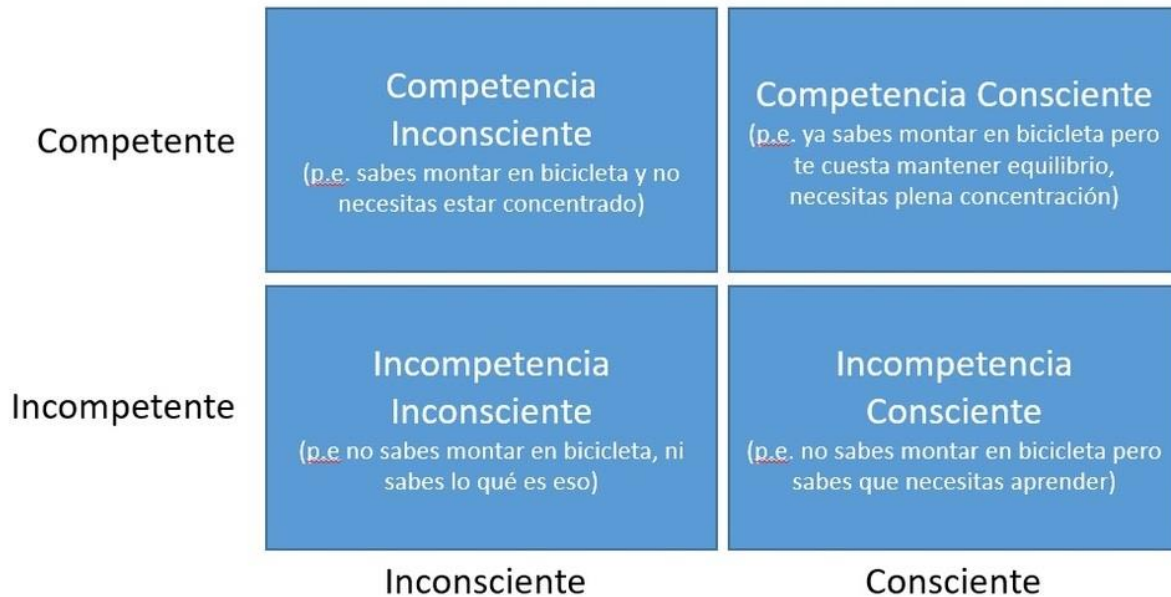 Competente
Competencia
Inconsciente
(p.e. sabes montar en bicicleta y no
necesitas estar concentrado)
Competencia Consciente
(p.e. ya sabes montar en bicicleta pero
te cuesta mantener equilibrio,
necesitas plena concentración)
Incompetente
Incompetencia
Inconsciente
(p.e no sabes montar en bicicleta, ni
sabes lo qué es eso)
Incompetencia
Consciente
(p.e. no sabes montar en bicicleta pero
sabes que necesitas aprender)
Inconsciente
Consciente